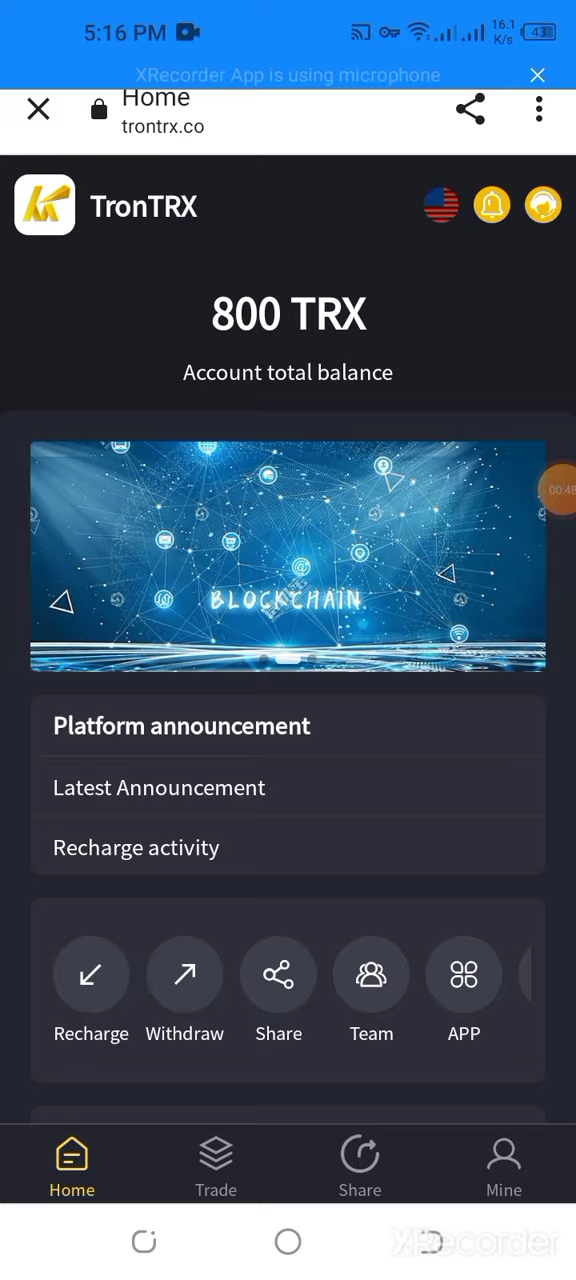 5:16 PM
16.1
K/s
43
XRecorder App is using microphone
Home
trontrx.co
TronTRX
800 TRX
Account total balance
00:48
BLOCKCHAIN
Platform announcement
Latest Announcement
Recharge activity
Recharge Withdraw Share Team APP
Home Trade Share Mine
XRecorder